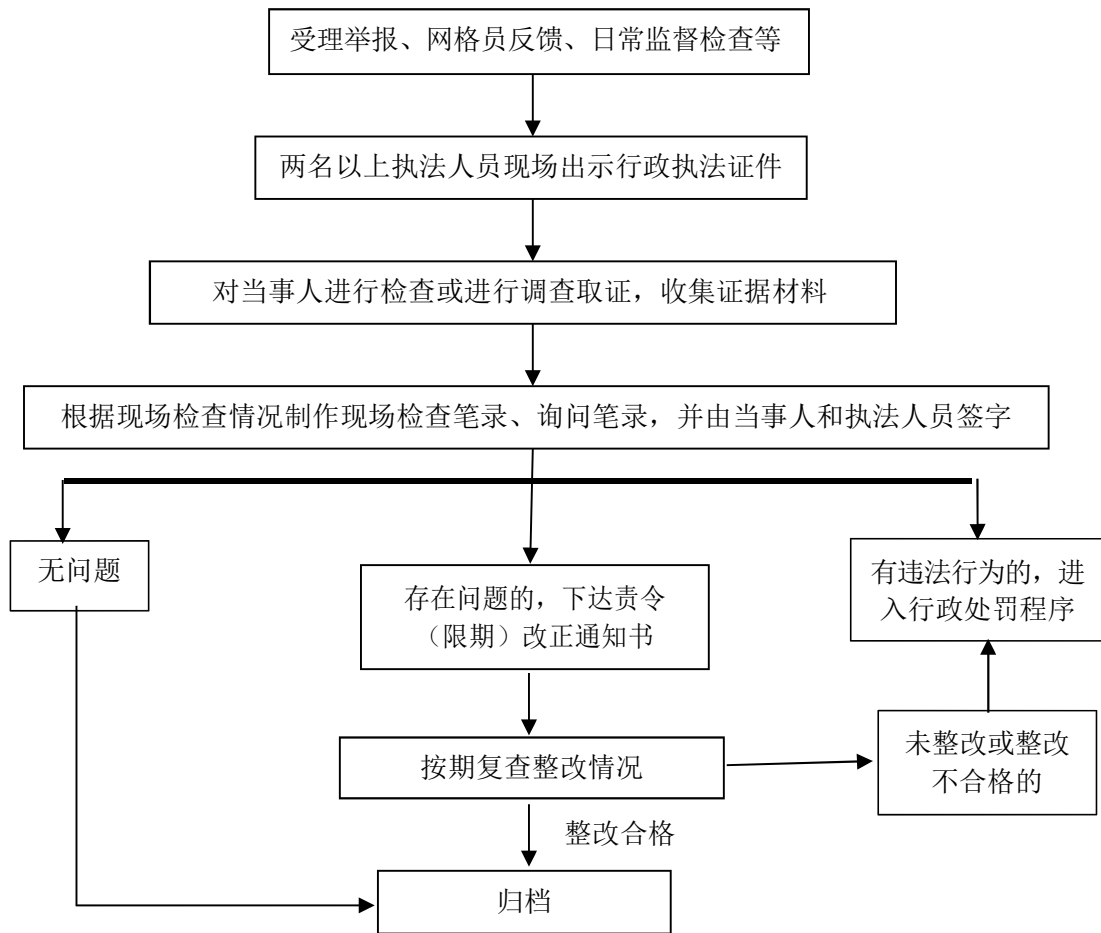 受理举报、网格员反馈、日常监督检查等
两名以上执法人员现场出示行政执法证件
对当事人进行检查或进行调查取证，收集证据材料
根据现场检查情况制作现场检查笔录、询问笔录，并由当事人和执法人员签字
无问题
存在问题的，下达责令
（限期）改正通知书
有违法行为的，进
入行政处罚程序
按期复查整改情况
未整改或整改
不合格的
整改合格
归档